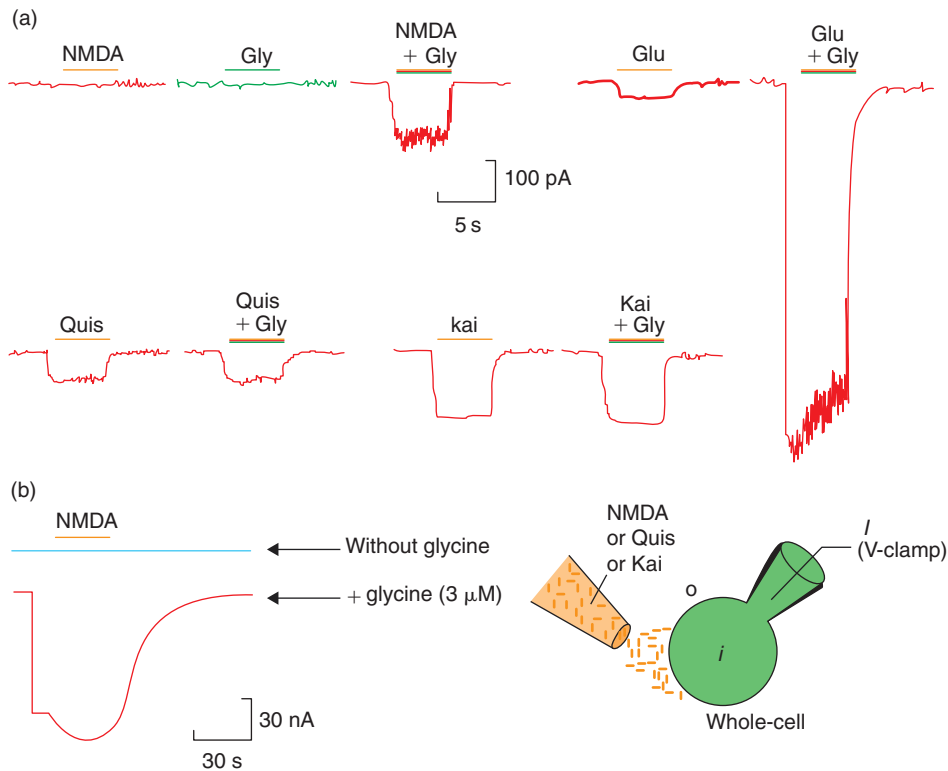 (a)
NMDA
Gly
NMDA
+ Gly
Glu
Glu
+ Gly
100 pA
5 s
Quis
Quis
+ Gly
kai
Kai
+ Gly
(b)
NMDA
Without glycine
+ glycine (3 μM)
30 nA
30 s
NMDA
or Quis
or Kai
o
I
(V-clamp)
i
Whole-cell